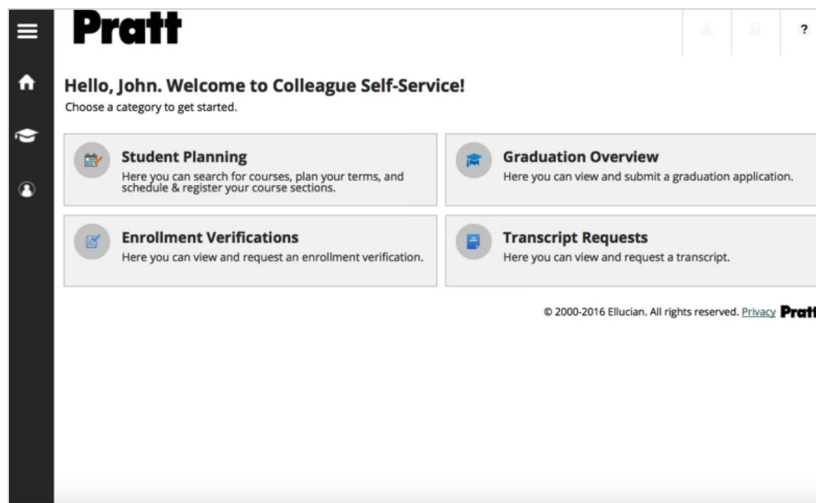 Pratt
?
Hello, John. Welcome to Colleague Self-Service!
Choose a category to get started.
Student Planning
Here you can search for courses, plan your terms, and
schedule & register your course sections.
Graduation Overview
Here you can view and submit a graduation application.
Enrollment Verifications
Here you can view and request an enrollment verification.
Transcript Requests
Here you can view and request a transcript.
© 2000-2016 Ellucian. All rights reserved. Privacy Pratt